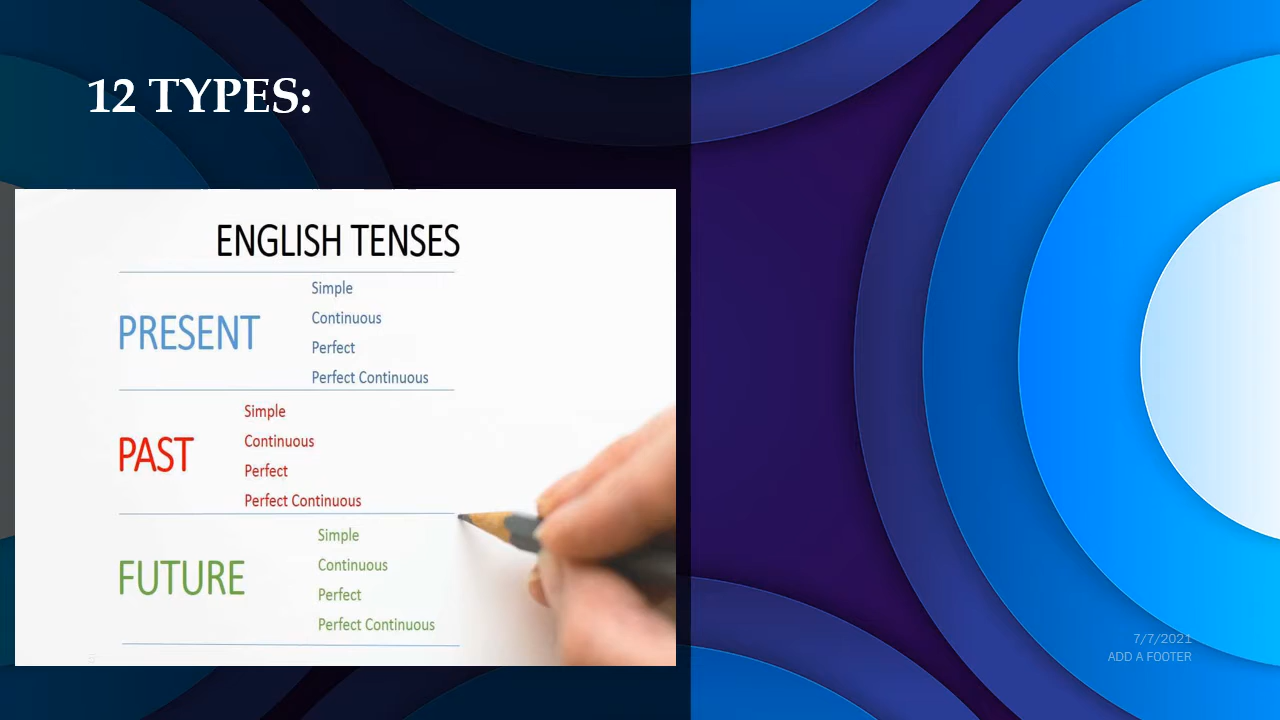 12 TYPES:
ENGLISH TENSES
PRESENT
Simple
Continuous
Perfect
Perfect Continuous
PAST
Simple
Continuous
Perfect
Perfect Continuous
FUTURE
Simple
Continuous
Perfect
Perfect Continuous
7/7/2021
ADD A FOOTER